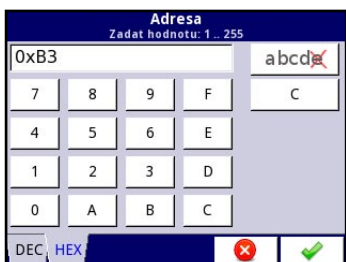 Adresa
Zadat hodnotu: 1 .. 255
0xB3 abcde
7 8 9 F C
4 5 6 E
1 2 3 D
0 A B C
DEC HEX